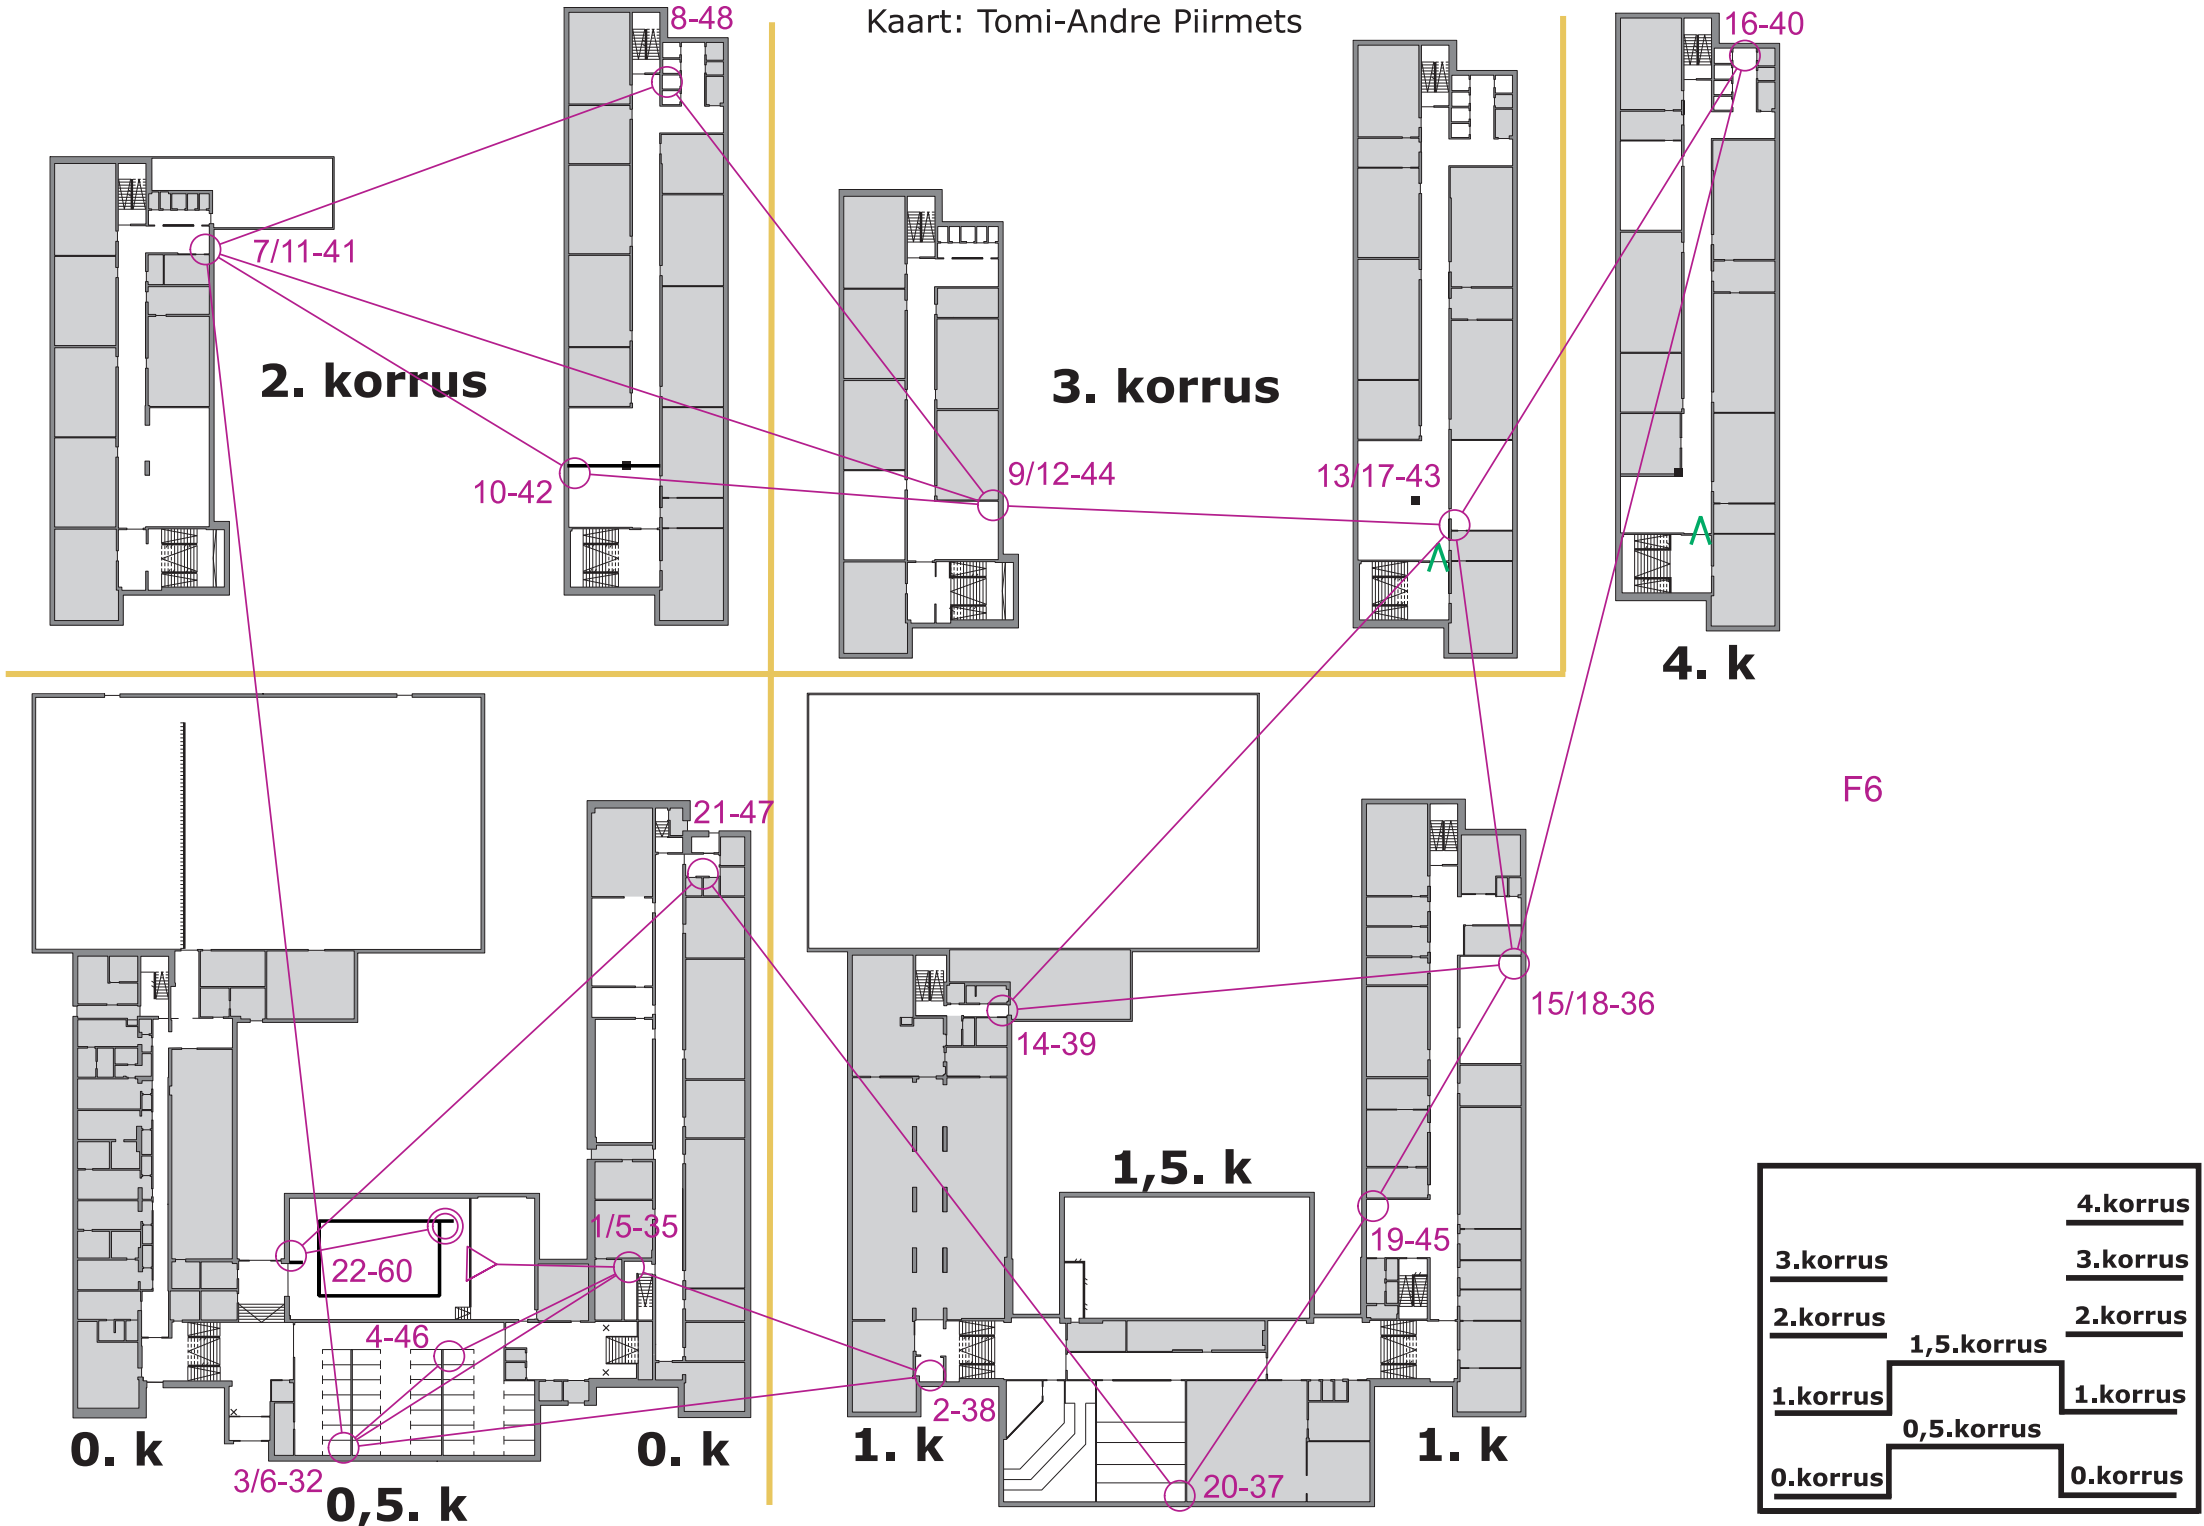 Kaart: Tomi-Andre Piirmets
8-48
16-40
7/11-41
2. korrus
3. korrus
10-42
9/12-44
13/17-43
4. k
F6
21-47
15/18-36
14-39
1,5. k
1/5-35
19-45
22-60
4-46
2-38
3/6-32
20-37
0. k
0. k
1. k
1. k
0,5. k
4.korrus
3.korrus
3.korrus
2.korrus
2.korrus
1,5.korrus
1.korrus
1.korrus
0,5.korrus
0.korrus
0.korrus